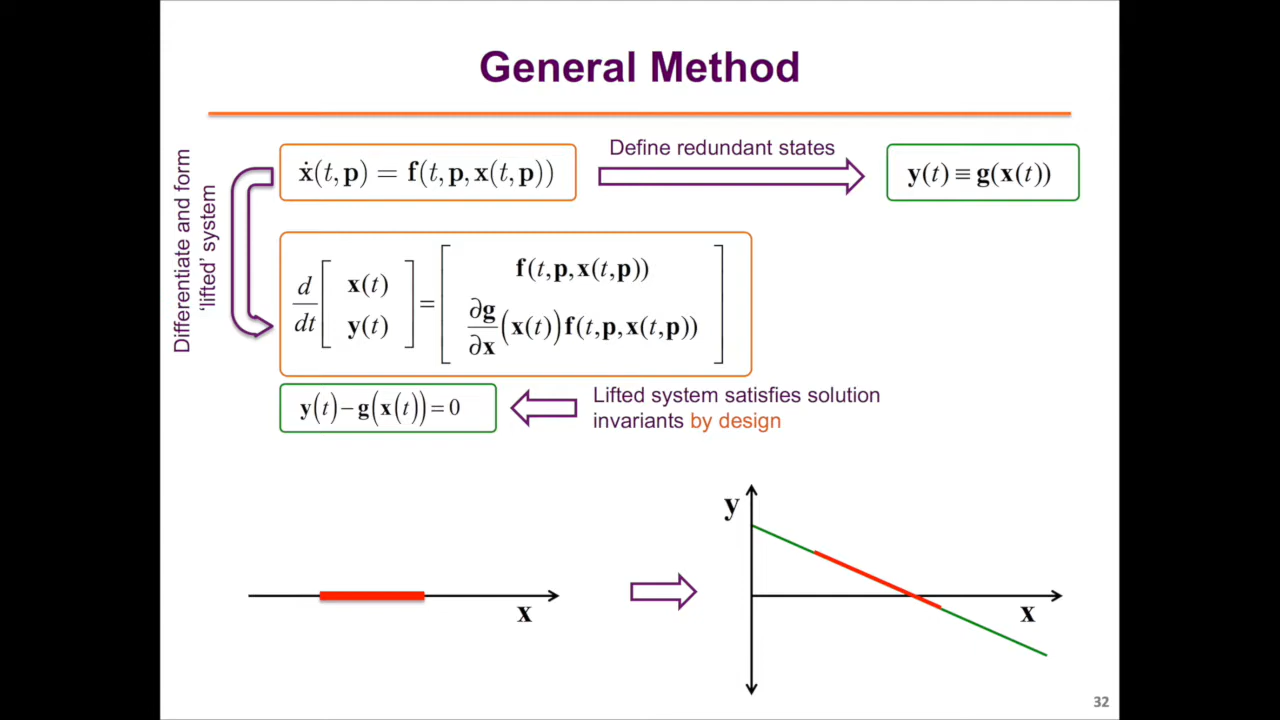 General Method
Differentiate and form
‘lifted’ system
ẋ(t, p) = f(t, p, x(t, p))
Define redundant states
y(t) ≡ g(x(t))
d/dt [ x(t) y(t) ] = [ f(t,p,x(t,p)) ∂g/∂x (x(t)) f(t,p,x(t,p)) ]
y(t) − g(x(t)) = 0
Lifted system satisfies solution
invariants by design
x
y
x
32